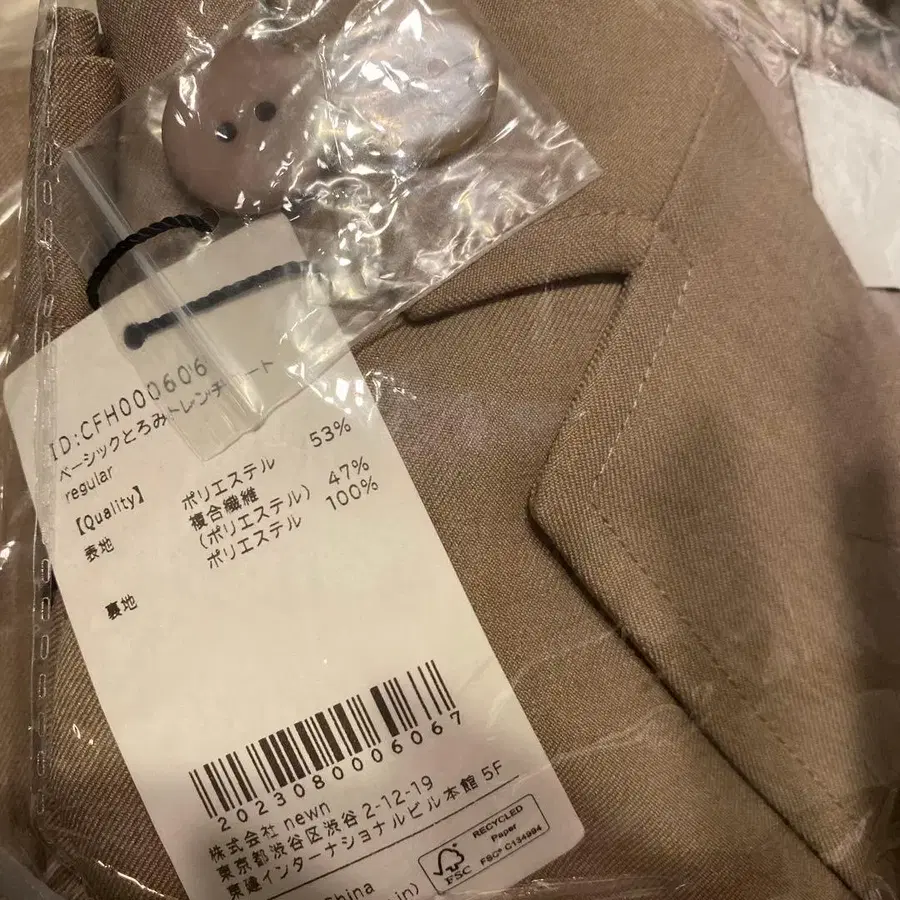 ID:CFH000606
ベーシックとろみトレンチコート
regular
【Quality】
表地 ポリエステル 53%
複合繊維 47%
(ポリエステル)
裏地 ポリエステル 100%
2023080006067
株式会社 newn
東京都渋谷区渋谷 2-12-19
東建インターナショナルビル本館 5F
China
in)
FSC
RECYCLED
Paper
FSC® C134994